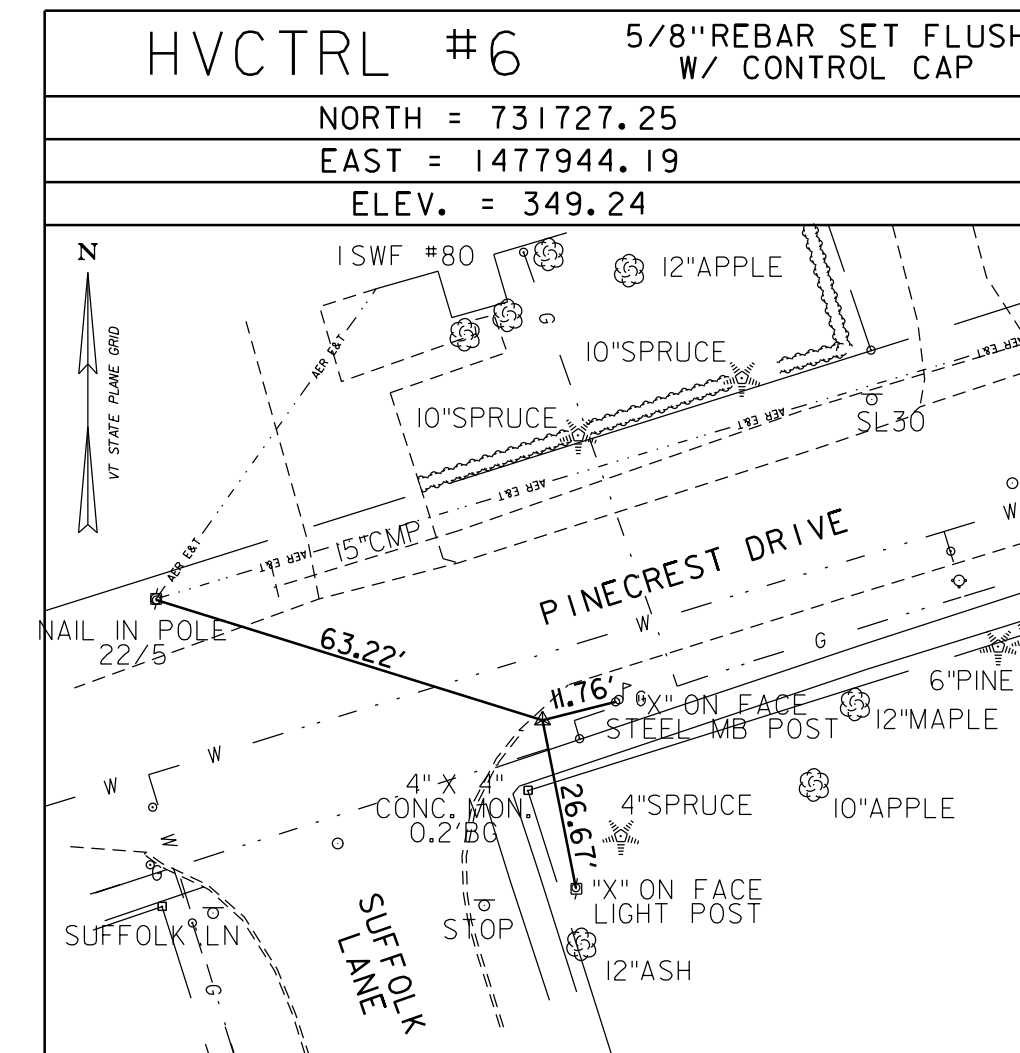 HVCTRL #6
5/8"REBAR SET FLUSH
W/ CONTROL CAP
NORTH = 731727.25
EAST = 1477944.19
ELEV. = 349.24
N
VT STATE PLANE GRID
1SWF #80
12"APPLE
G
AER E&T
10"SPRUCE
10"SPRUCE
AER E&T
AER E&T
SL30
AER E&T
AER E&T
AER E&T
15"CMP
W
PINECREST DRIVE
NAIL IN POLE
22/5
63.22'
W
G
11.76'
G
"X" ON FACE
STEEL MB POST
6"PINE
12"MAPLE
W
W
4" X 4"
CONC. MON.
0.2'BG
26.67'
4"SPRUCE
10"APPLE
W
G
"X" ON FACE
LIGHT POST
SUFFOLK LN
SUFFOLK
LANE
STOP
12"ASH
G